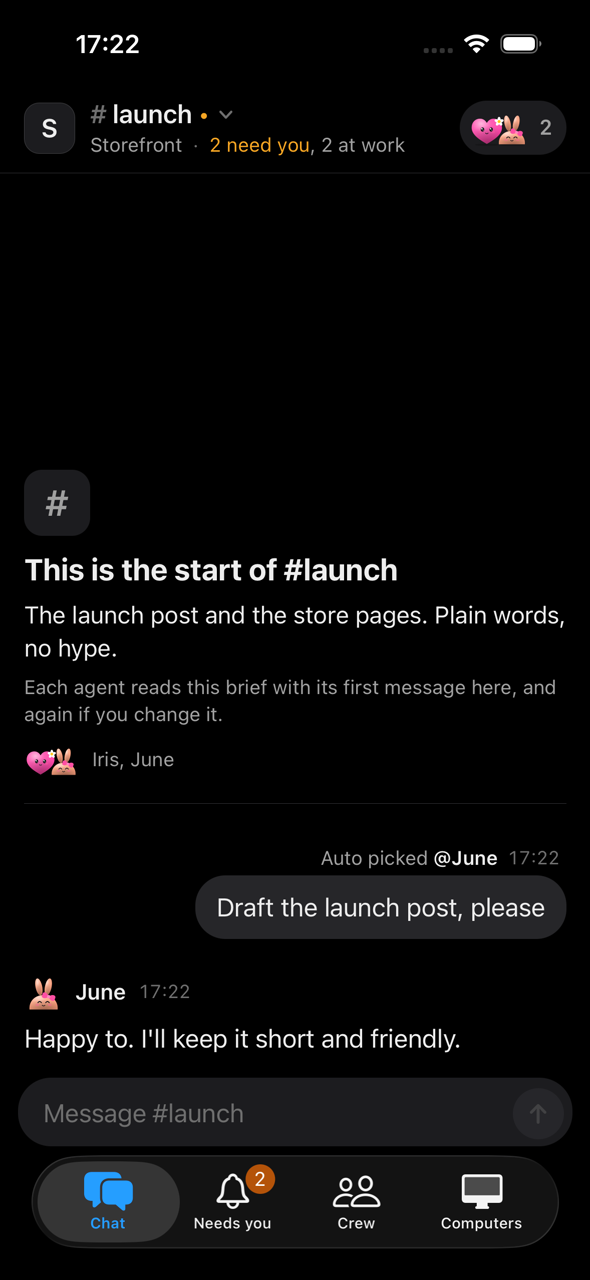 17:22
S
# launch
Storefront · 2 need you, 2 at work
2
#
This is the start of #launch
The launch post and the store pages. Plain words,
no hype.
Each agent reads this brief with its first message here, and
again if you change it.
Iris, June
Auto picked @June 17:22
Draft the launch post, please
June 17:22
Happy to. I'll keep it short and friendly.
Message #launch
2
Chat
Needs you
Crew
Computers